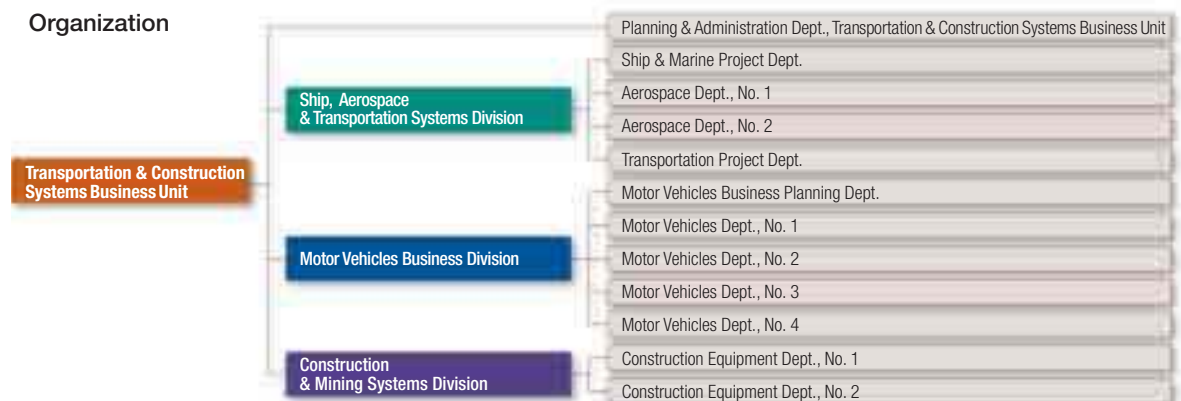 Organization
Planning & Administration Dept., Transportation & Construction Systems Business Unit
Ship & Marine Project Dept.
Ship, Aerospace
& Transportation Systems Division
Aerospace Dept., No. 1
Aerospace Dept., No. 2
Transportation Project Dept.
Transportation & Construction
Systems Business Unit
Motor Vehicles Business Planning Dept.
Motor Vehicles Dept., No. 1
Motor Vehicles Business Division
Motor Vehicles Dept., No. 2
Motor Vehicles Dept., No. 3
Motor Vehicles Dept., No. 4
Construction
& Mining Systems Division
Construction Equipment Dept., No. 1
Construction Equipment Dept., No. 2